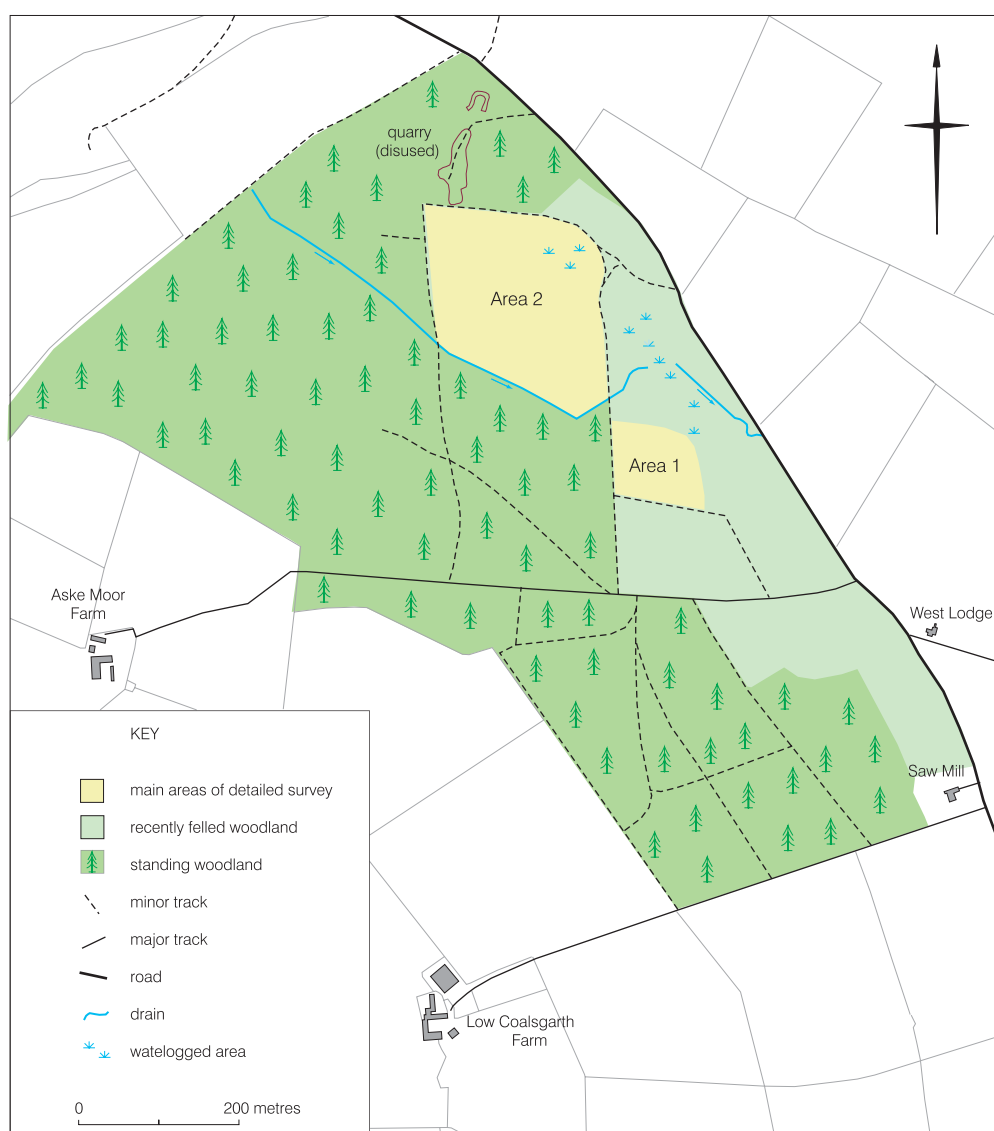 quarry
(disused)
Area 2
Area 1
Aske Moor
Farm
West Lodge
Saw Mill
Low Coalsgarth
Farm
KEY
main areas of detailed survey
recently felled woodland
standing woodland
minor track
major track
road
drain
watelogged area
0 200 metres